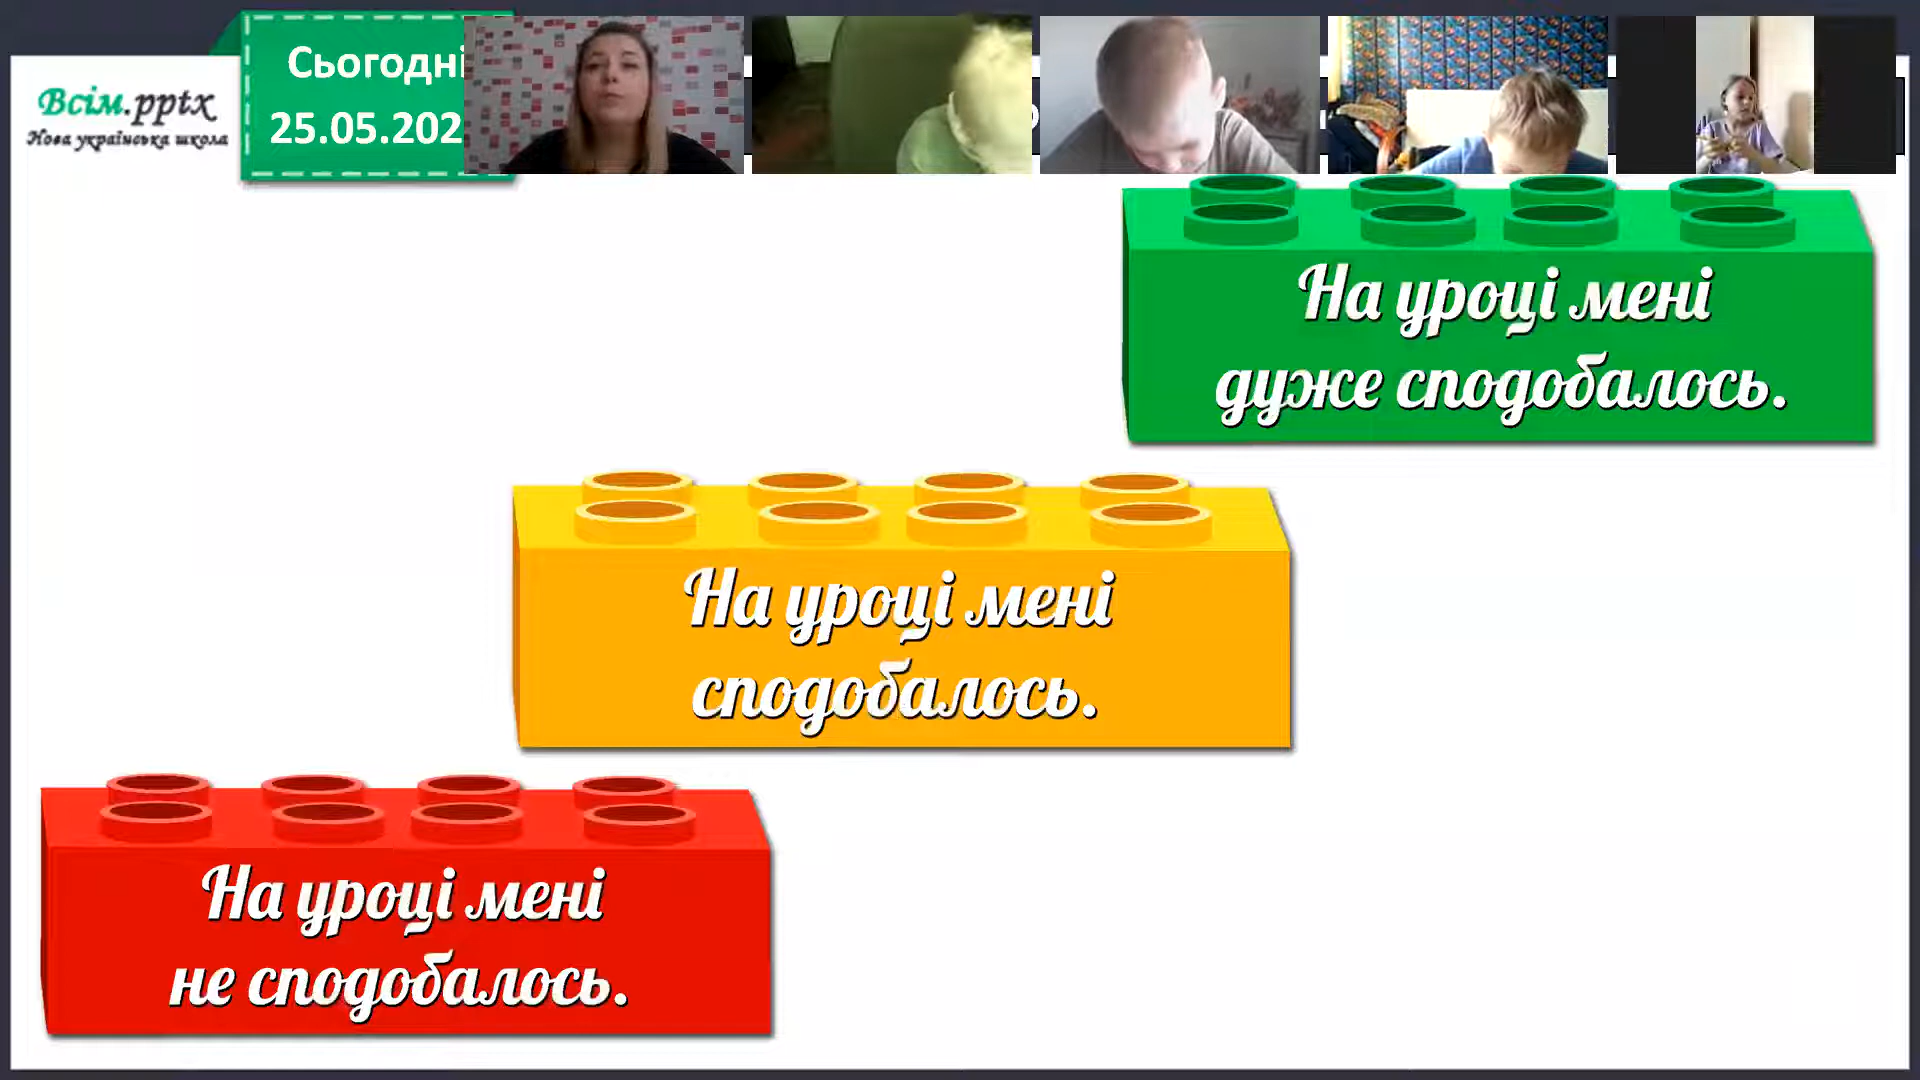 Всім.pptx
Нова українська школа
Сьогодні
25.05.202
На уроці мені
дуже сподобалось.
На уроці мені
сподобалось.
На уроці мені
не сподобалось.